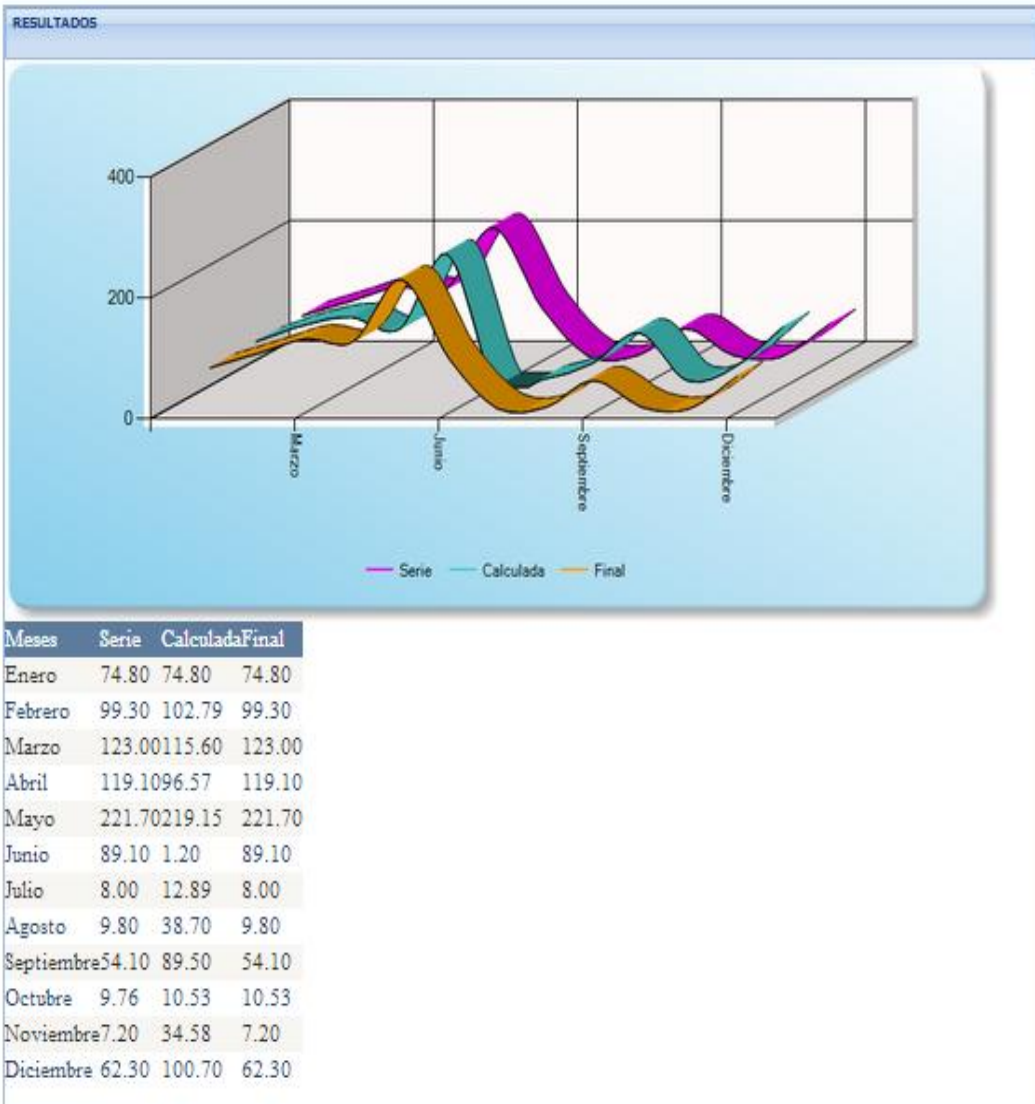 RESULTADOS
400
200
0
Marzo
Junio
Septiembre
Diciembre
Serie Calculada Final
Meses Serie Calculada Final
Enero 74.80 74.80 74.80
Febrero 99.30 102.79 99.30
Marzo 123.00 115.60 123.00
Abril 119.10 96.57 119.10
Mayo 221.70 219.15 221.70
Junio 89.10 1.20 89.10
Julio 8.00 12.89 8.00
Agosto 9.80 38.70 9.80
Septiembre 54.10 89.50 54.10
Octubre 9.76 10.53 10.53
Noviembre 7.20 34.58 7.20
Diciembre 62.30 100.70 62.30